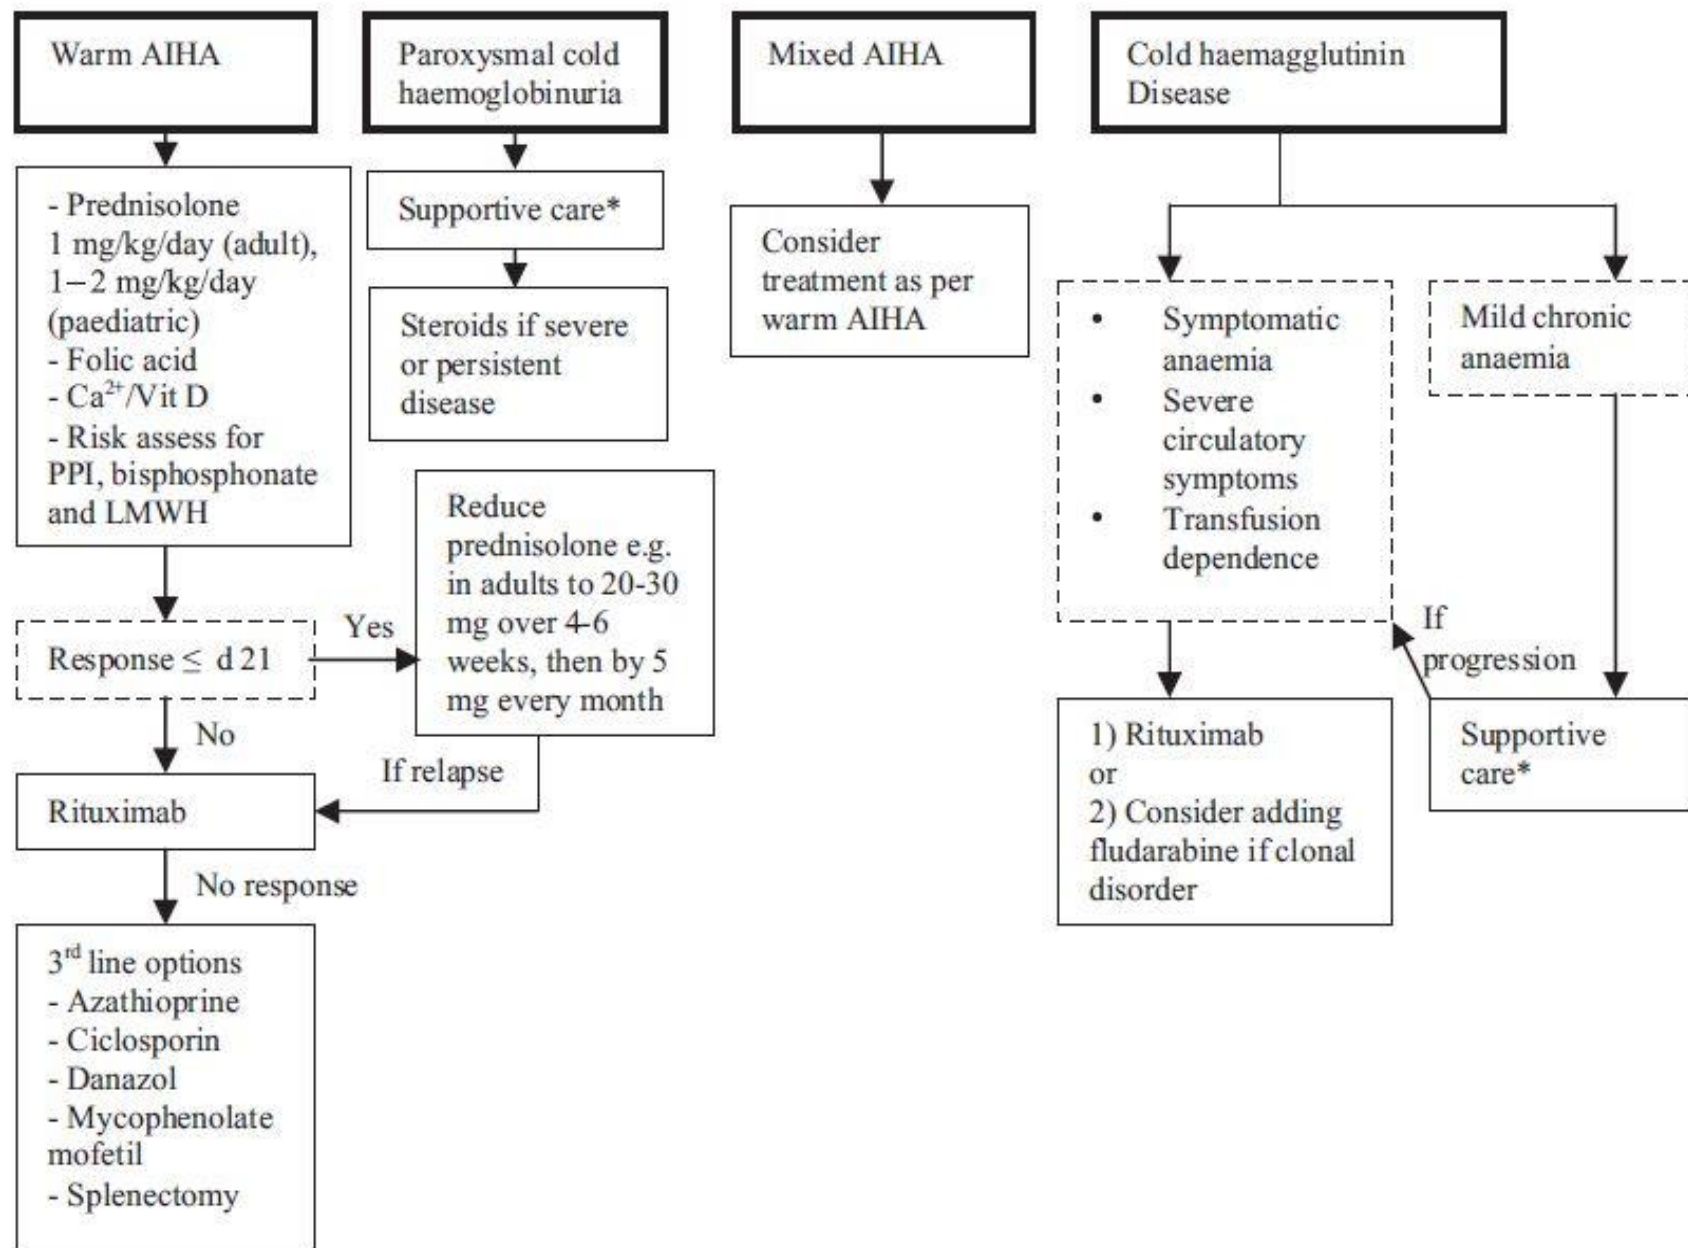 Warm AIHA
Paroxysmal cold
haemoglobinuria
Mixed AIHA
Cold haemagglutinin
Disease
- Prednisolone
1 mg/kg/day (adult),
1–2 mg/kg/day
(paediatric)
- Folic acid
- Ca²⁺/Vit D
- Risk assess for
PPI, bisphosphonate
and LMWH
Supportive care*
Steroids if severe
or persistent
disease
Consider
treatment as per
warm AIHA
• Symptomatic
anaemia
• Severe
circulatory
symptoms
• Transfusion
dependence
Mild chronic
anaemia
Reduce
prednisolone e.g.
in adults to 20-30
mg over 4-6
weeks, then by 5
mg every month
Response ≤ d 21
Yes
No
If relapse
If
progression
Rituximab
No response
1) Rituximab
or
2) Consider adding
fludarabine if clonal
disorder
Supportive
care*
3rd line options
- Azathioprine
- Ciclosporin
- Danazol
- Mycophenolate
mofetil
- Splenectomy